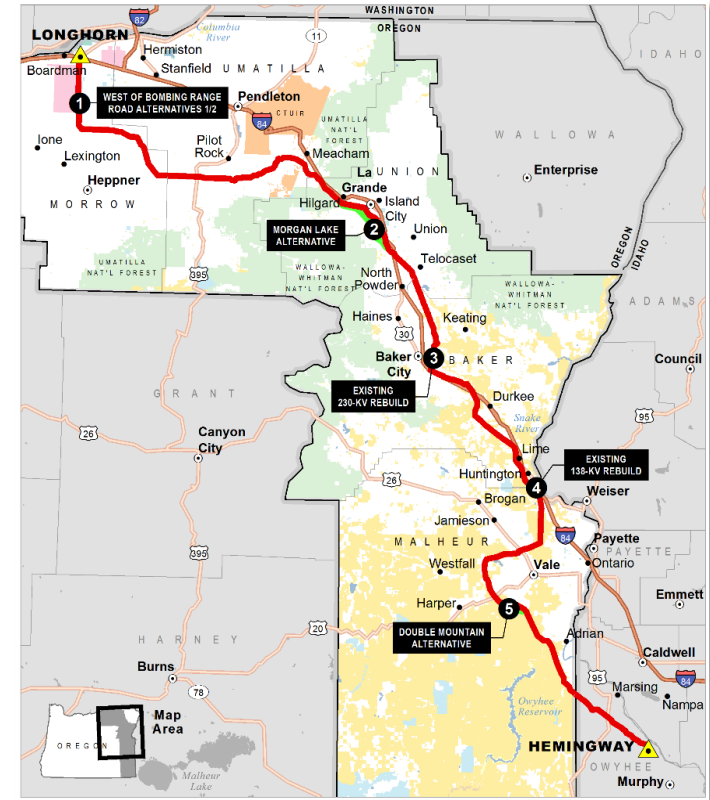 WASHINGTON
OREGON
82
Columbia
River
11
LONGHORN
Hermiston
Boardman
Stanfield
UMATILLA
IDAHO
1
WEST OF BOMBING RANGE
ROAD ALTERNATIVES 1/2
Pendleton
84
CTUIR
UMATILLA
NAT'L
FOREST
WALLOWA
Ione
Lexington
Pilot
Rock
Meacham
Heppner
MORROW
La
Grande
UNION
Island
City
Enterprise
Hilgard
MORGAN LAKE
ALTERNATIVE
2
Union
OREGON
IDAHO
UMATILLA
NAT'L FOREST
395
WALLOWA-
WHITMAN
NAT'L FOREST
Telocaset
North
Powder
WALLOWA-
WHITMAN
NAT'L FOREST
ADAMS
Haines
30
Keating
Baker
City
3
BAKER
Council
EXISTING
230-KV REBUILD
GRANT
Durkee
Snake
River
95
26
Canyon
City
Lime
EXISTING
138-KV REBUILD
26
Huntington
4
Weiser
Brogan
Jamieson
84
Payette
PAYETTE
MALHEUR
395
Westfall
Vale
Ontario
Emmett
Harper
5
20
DOUBLE MOUNTAIN
ALTERNATIVE
Adrian
HARNEY
Burns
78
95
Caldwell
84
Marsing
Nampa
Owyhee
Reservoir
Map
Area
OREGON
HEMINGWAY
OWYHEE
Malheur
Lake
Murphy